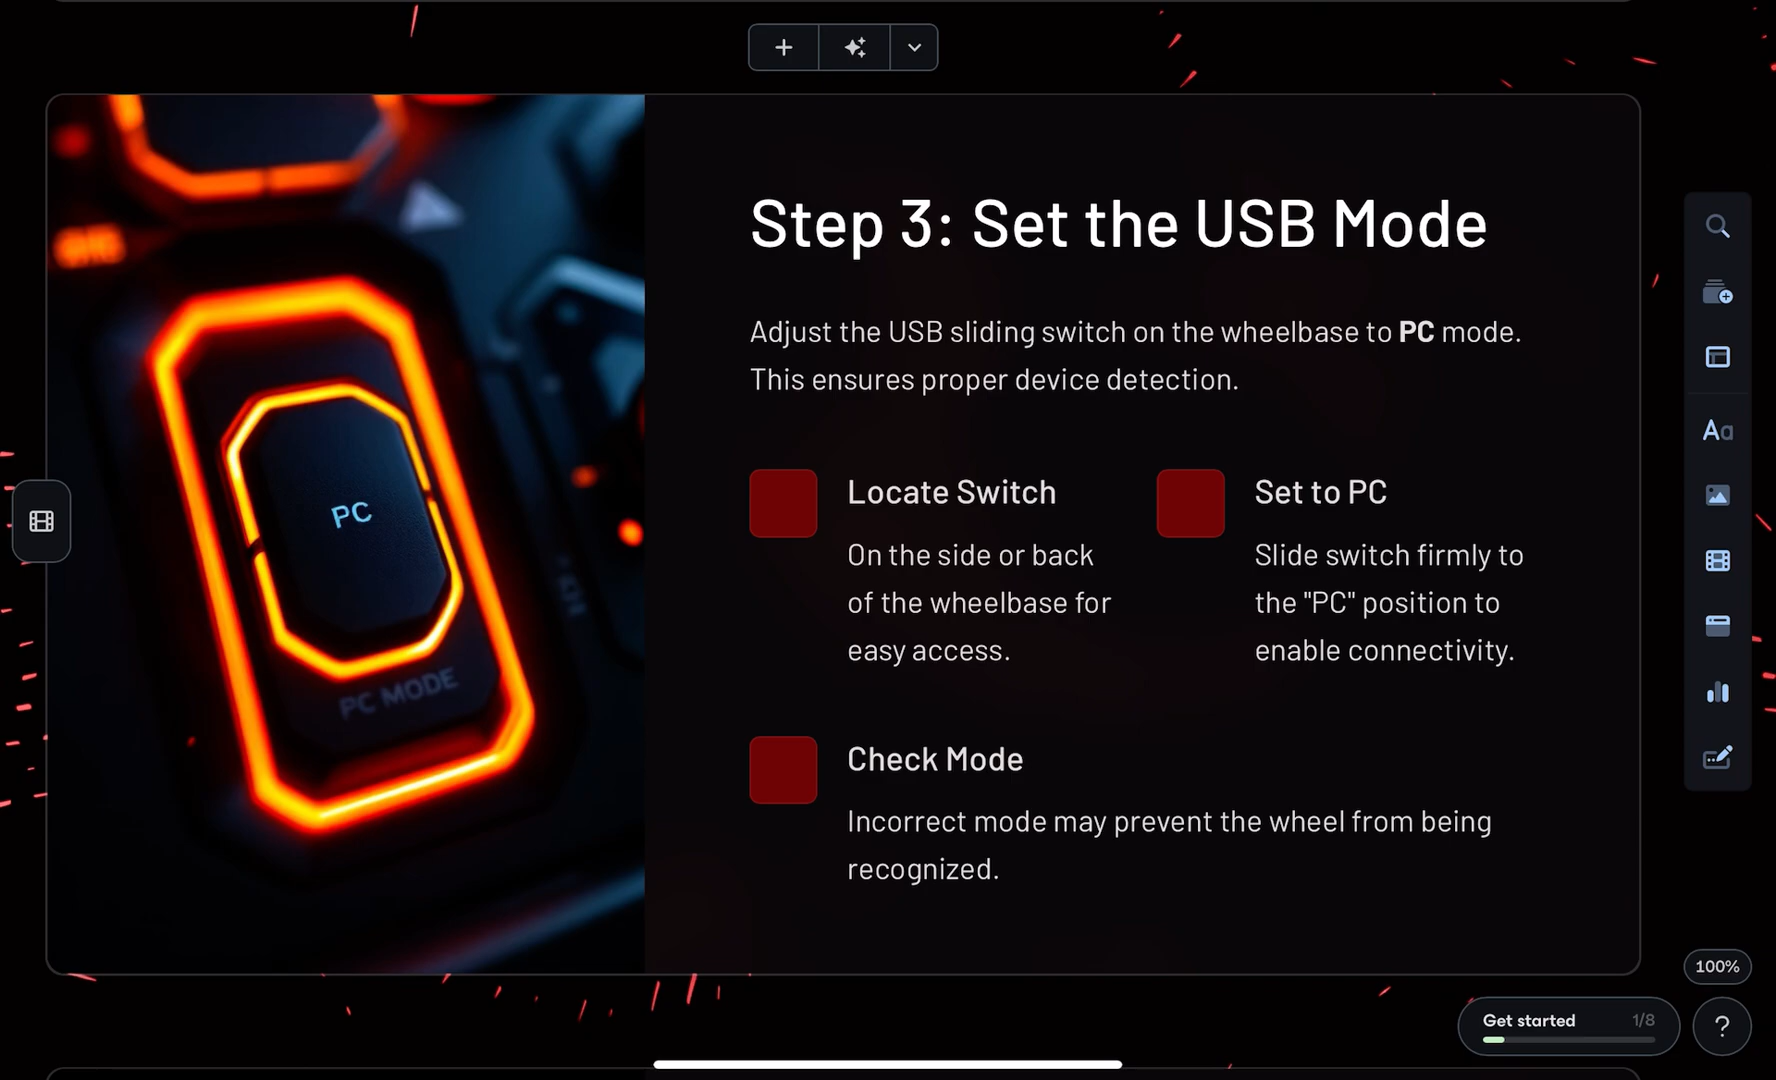 Step 3: Set the USB Mode
Adjust the USB sliding switch on the wheelbase to PC mode.
This ensures proper device detection.
Locate Switch
On the side or back
of the wheelbase for
easy access.
Set to PC
Slide switch firmly to
the "PC" position to
enable connectivity.
Check Mode
Incorrect mode may prevent the wheel from being
recognized.
PC
PC MODE
Aa
100%
Get started 1/8
?